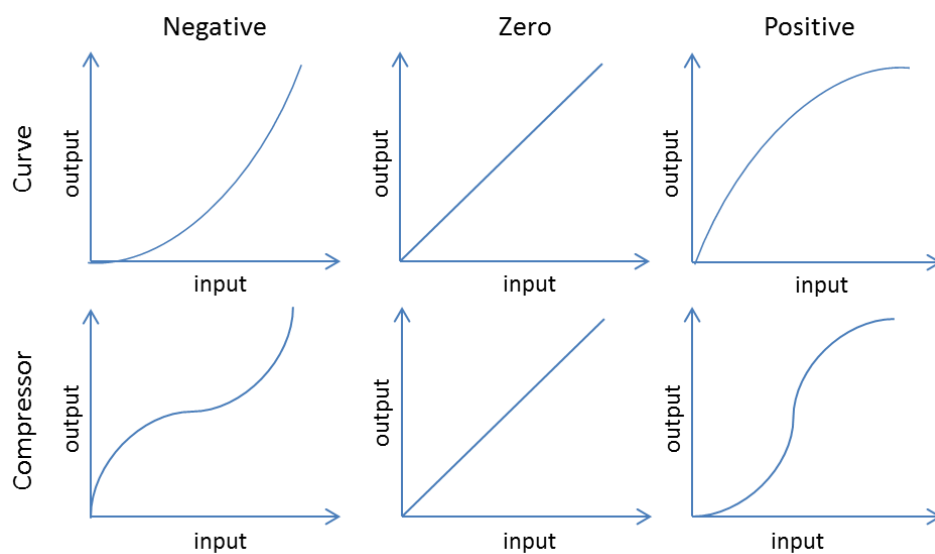 Negative
Zero
Positive
Curve
output
input
output
input
output
input
Compressor
output
input
output
input
output
input